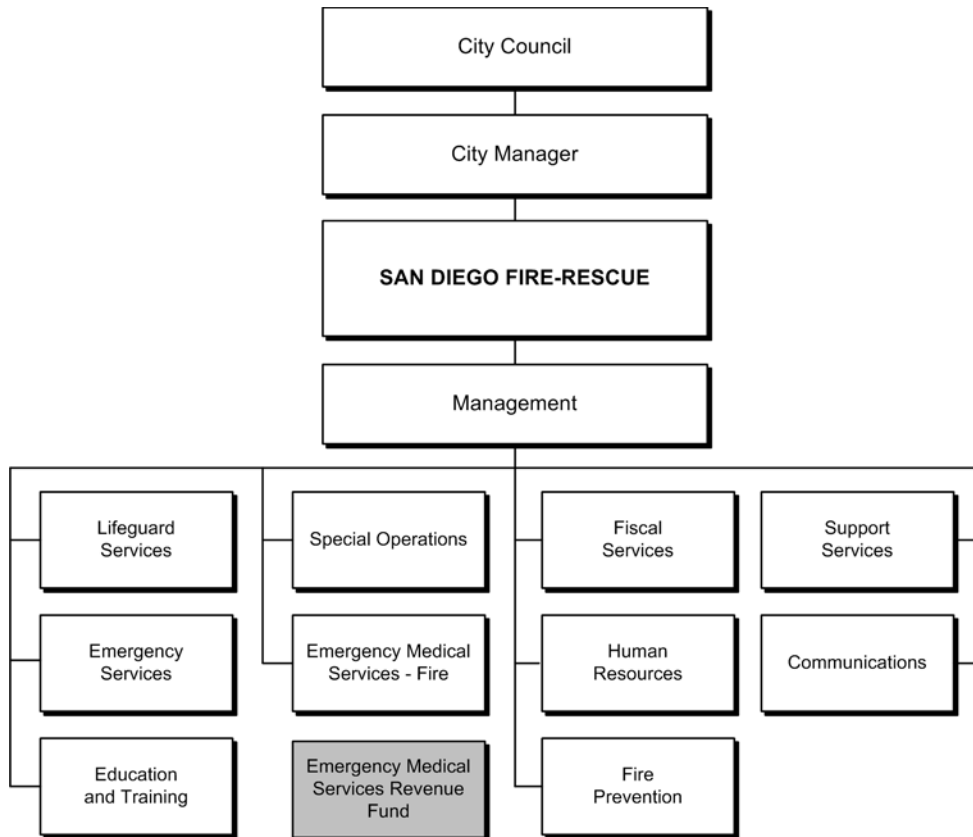 City Council
City Manager
SAN DIEGO FIRE-RESCUE
Management
Lifeguard
Services
Special Operations
Fiscal
Services
Support
Services
Emergency
Services
Emergency Medical
Services - Fire
Human
Resources
Communications
Education
and Training
Emergency Medical
Services Revenue
Fund
Fire
Prevention